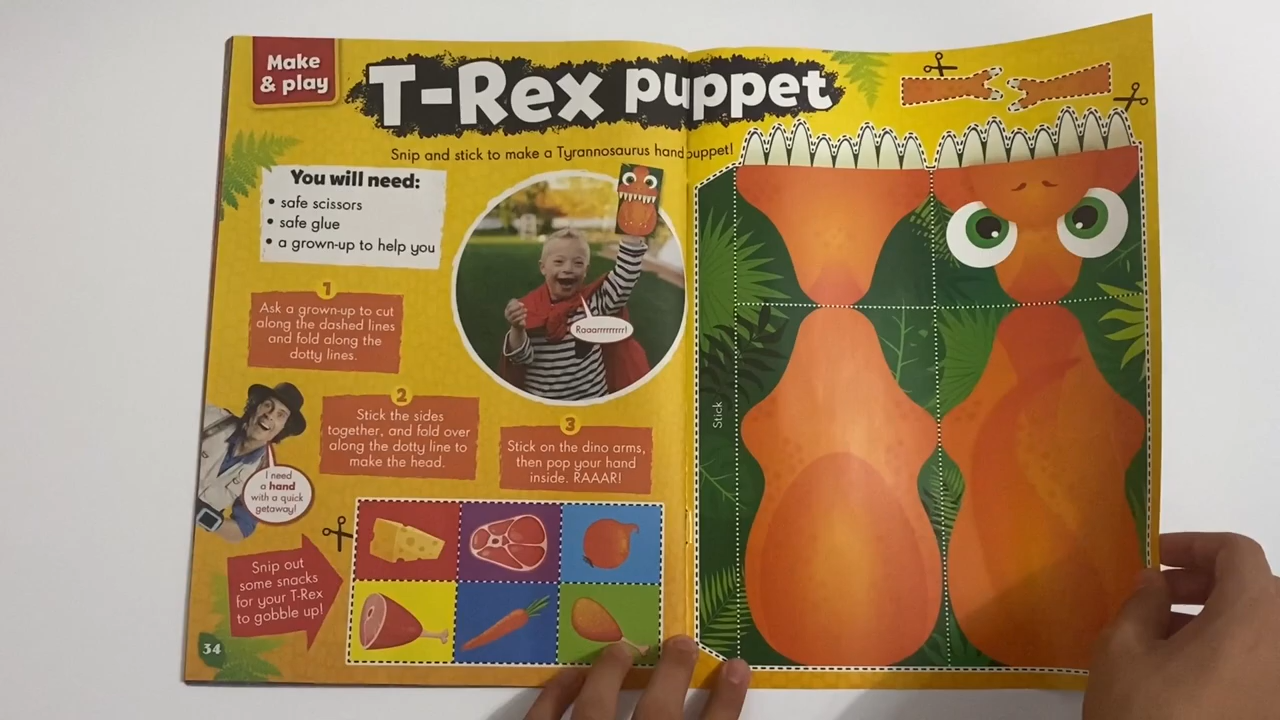 Make
& play
T-Rex puppet
Snip and stick to make a Tyrannosaurus hand puppet!
You will need:
• safe scissors
• safe glue
• a grown-up to help you
Raaarrrrrrrrr!
1
Ask a grown-up to cut
along the dashed lines
and fold along the
dotty lines.
2
Stick the sides
together, and fold over
along the dotty line to
make the head.
3
Stick on the dino arms,
then pop your hand
inside. RAAAR!
I need
a hand
with a quick
getaway!
Snip out
some snacks
for your T-Rex
to gobble up!
34
Stick